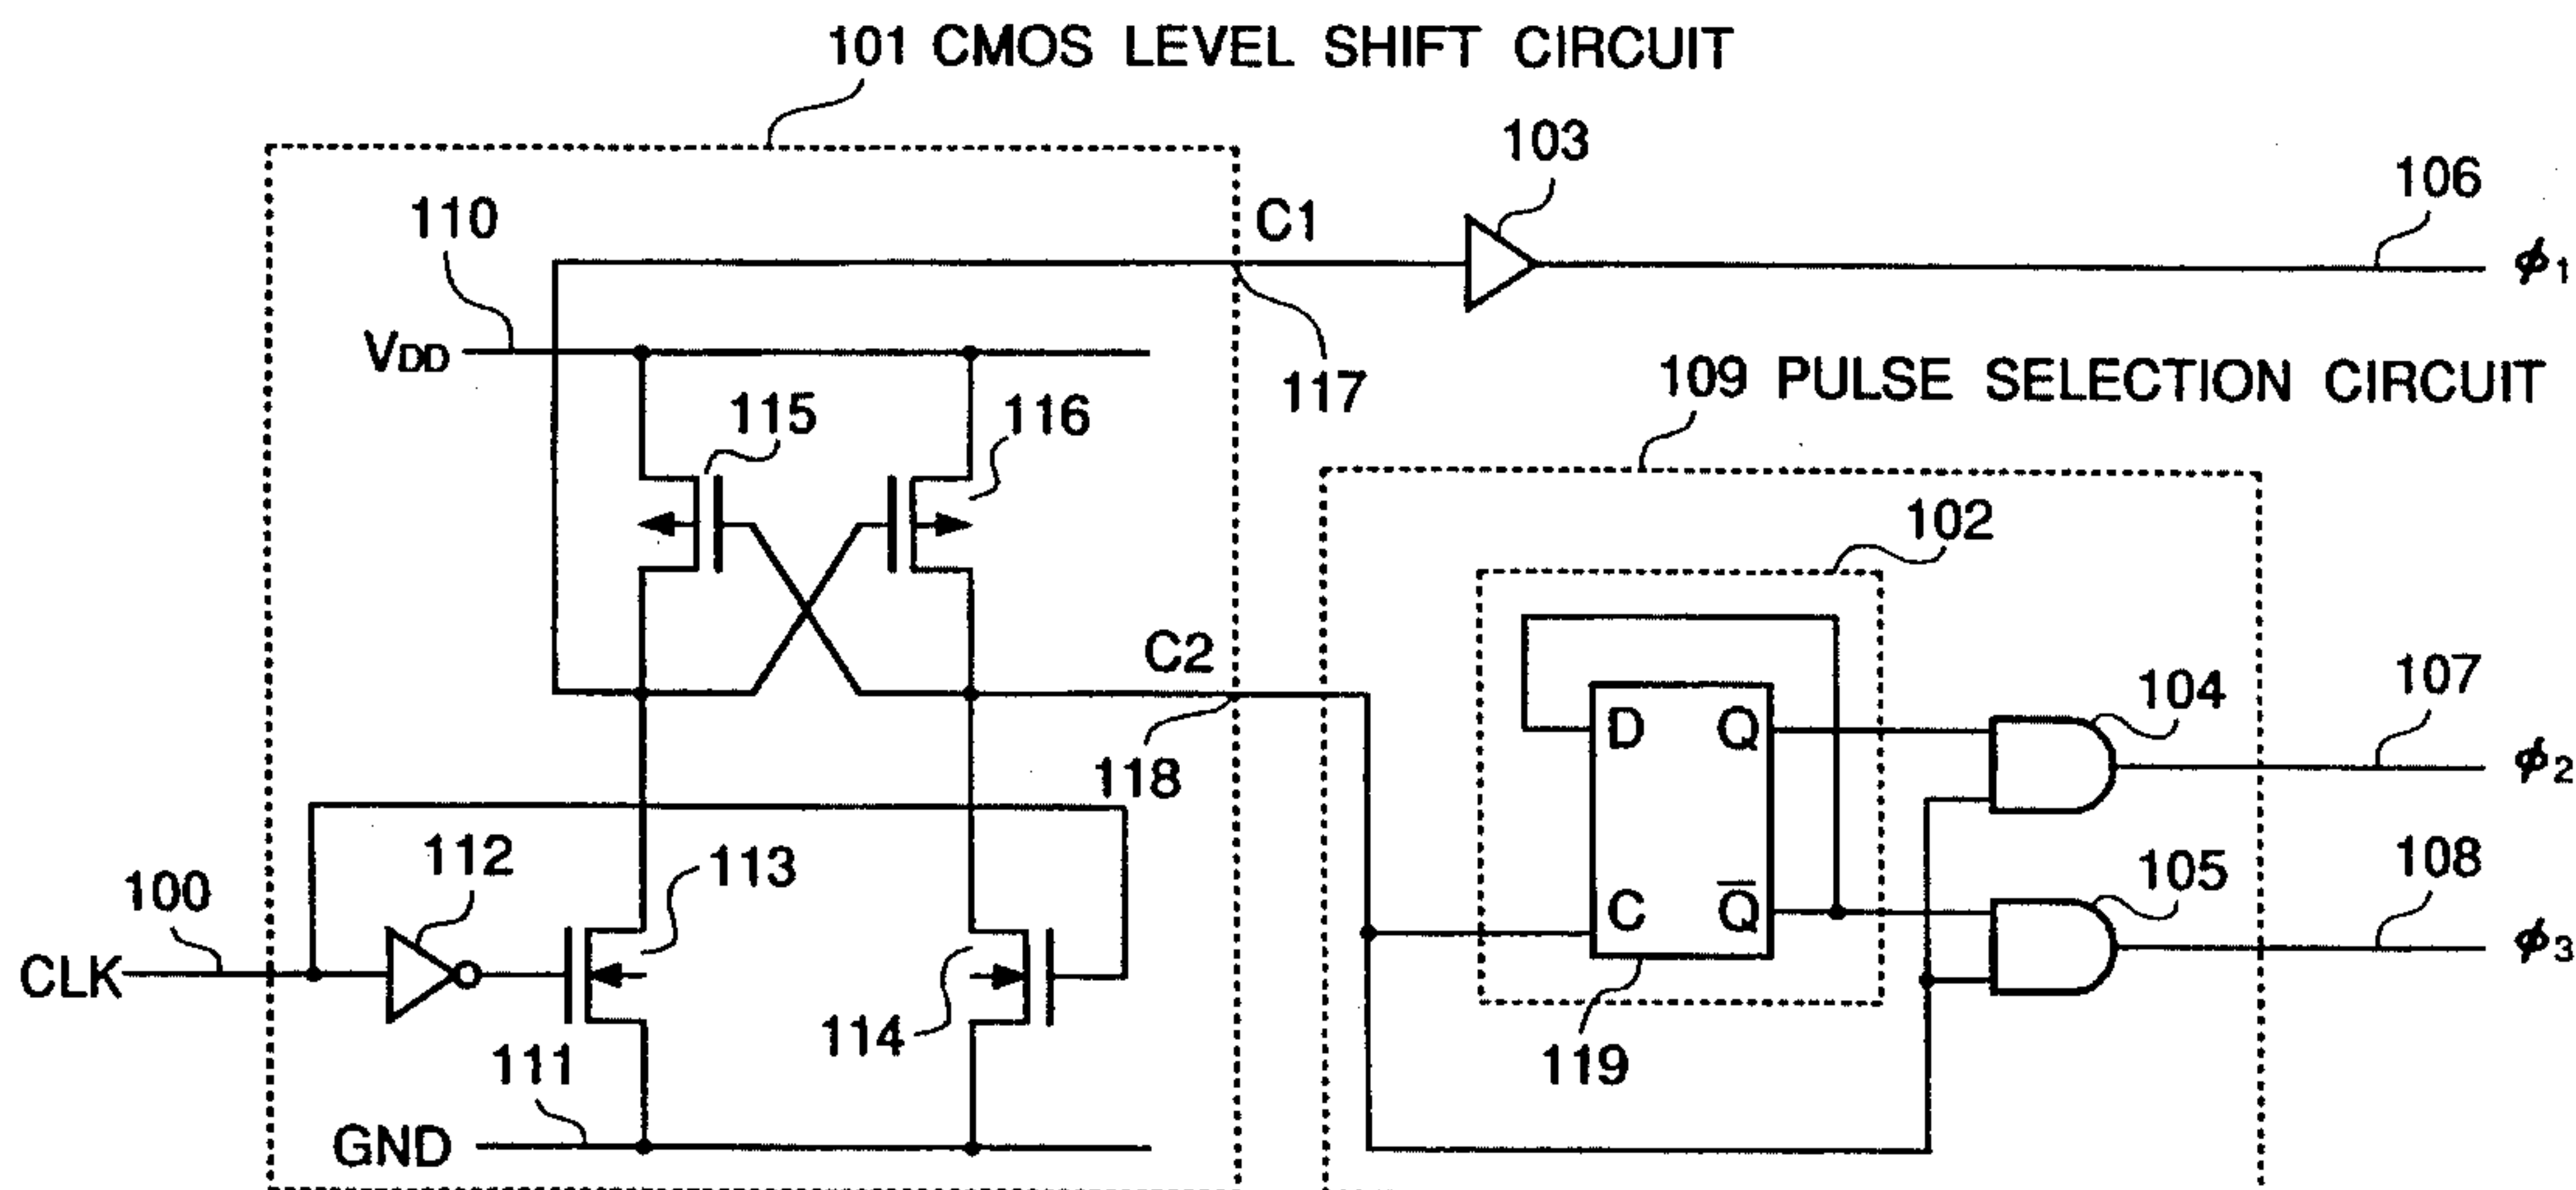 101 CMOS LEVEL SHIFT CIRCUIT
103
106
110
C1
ϕ1
VDD
117
109 PULSE SELECTION CIRCUIT
115
116
102
C2
104
107
D
Q
118
ϕ2
112
113
105
108
100
C
Q̅
ϕ3
CLK
114
111
119
GND